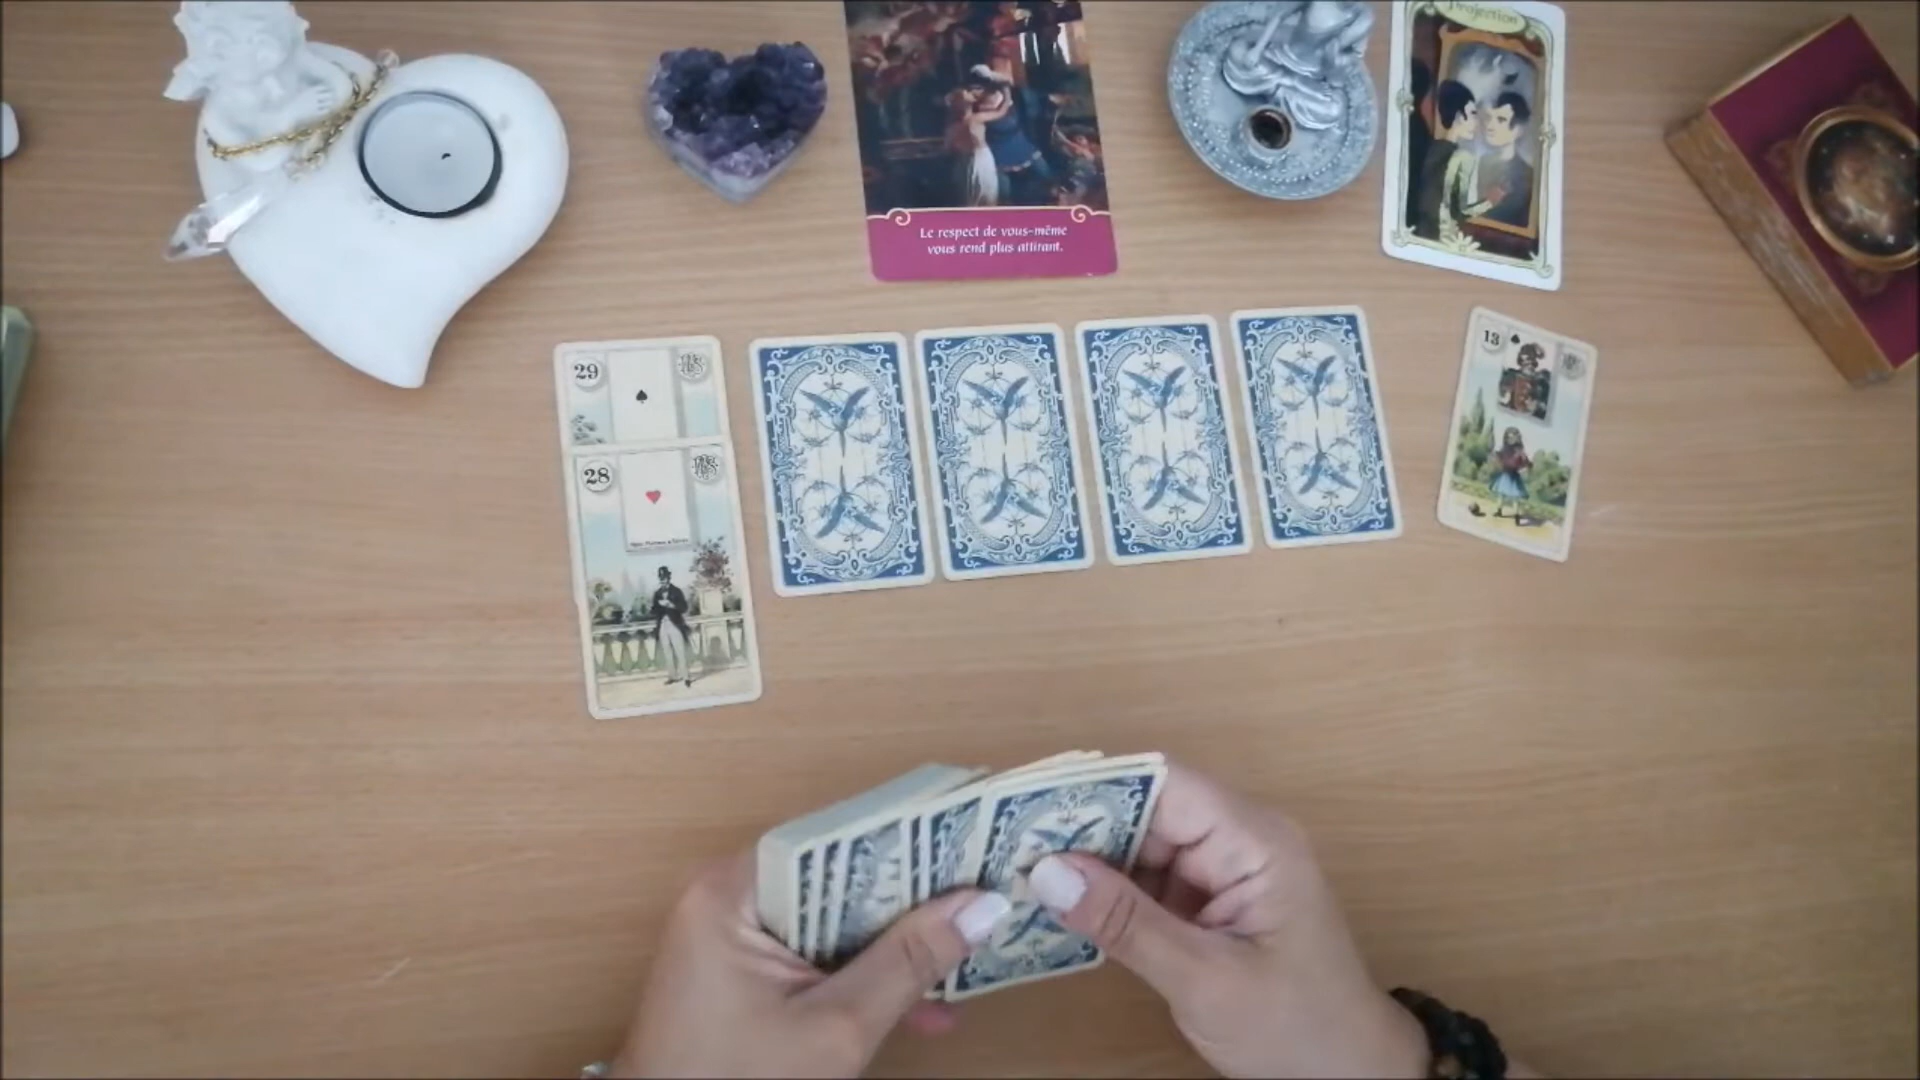 Projection
Le respect de vous-même
vous rend plus attirant.
29
28
13